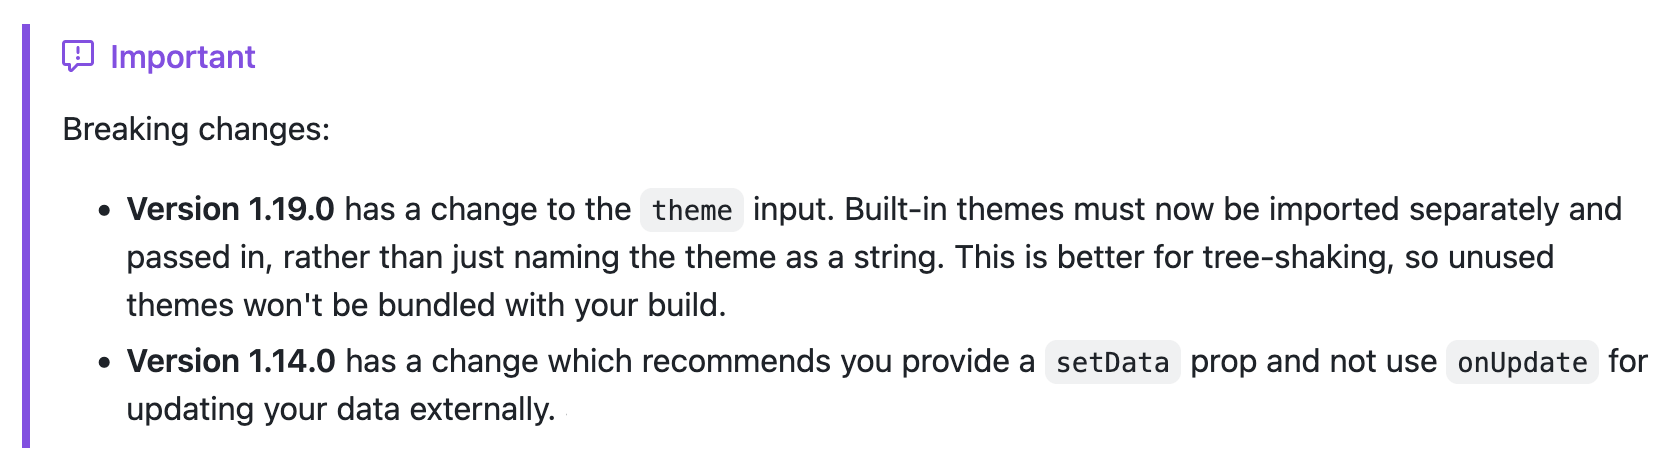 Important
Breaking changes:
• Version 1.19.0 has a change to the theme input. Built-in themes must now be imported separately and
passed in, rather than just naming the theme as a string. This is better for tree-shaking, so unused
themes won't be bundled with your build.
• Version 1.14.0 has a change which recommends you provide a setData prop and not use onUpdate for
updating your data externally.